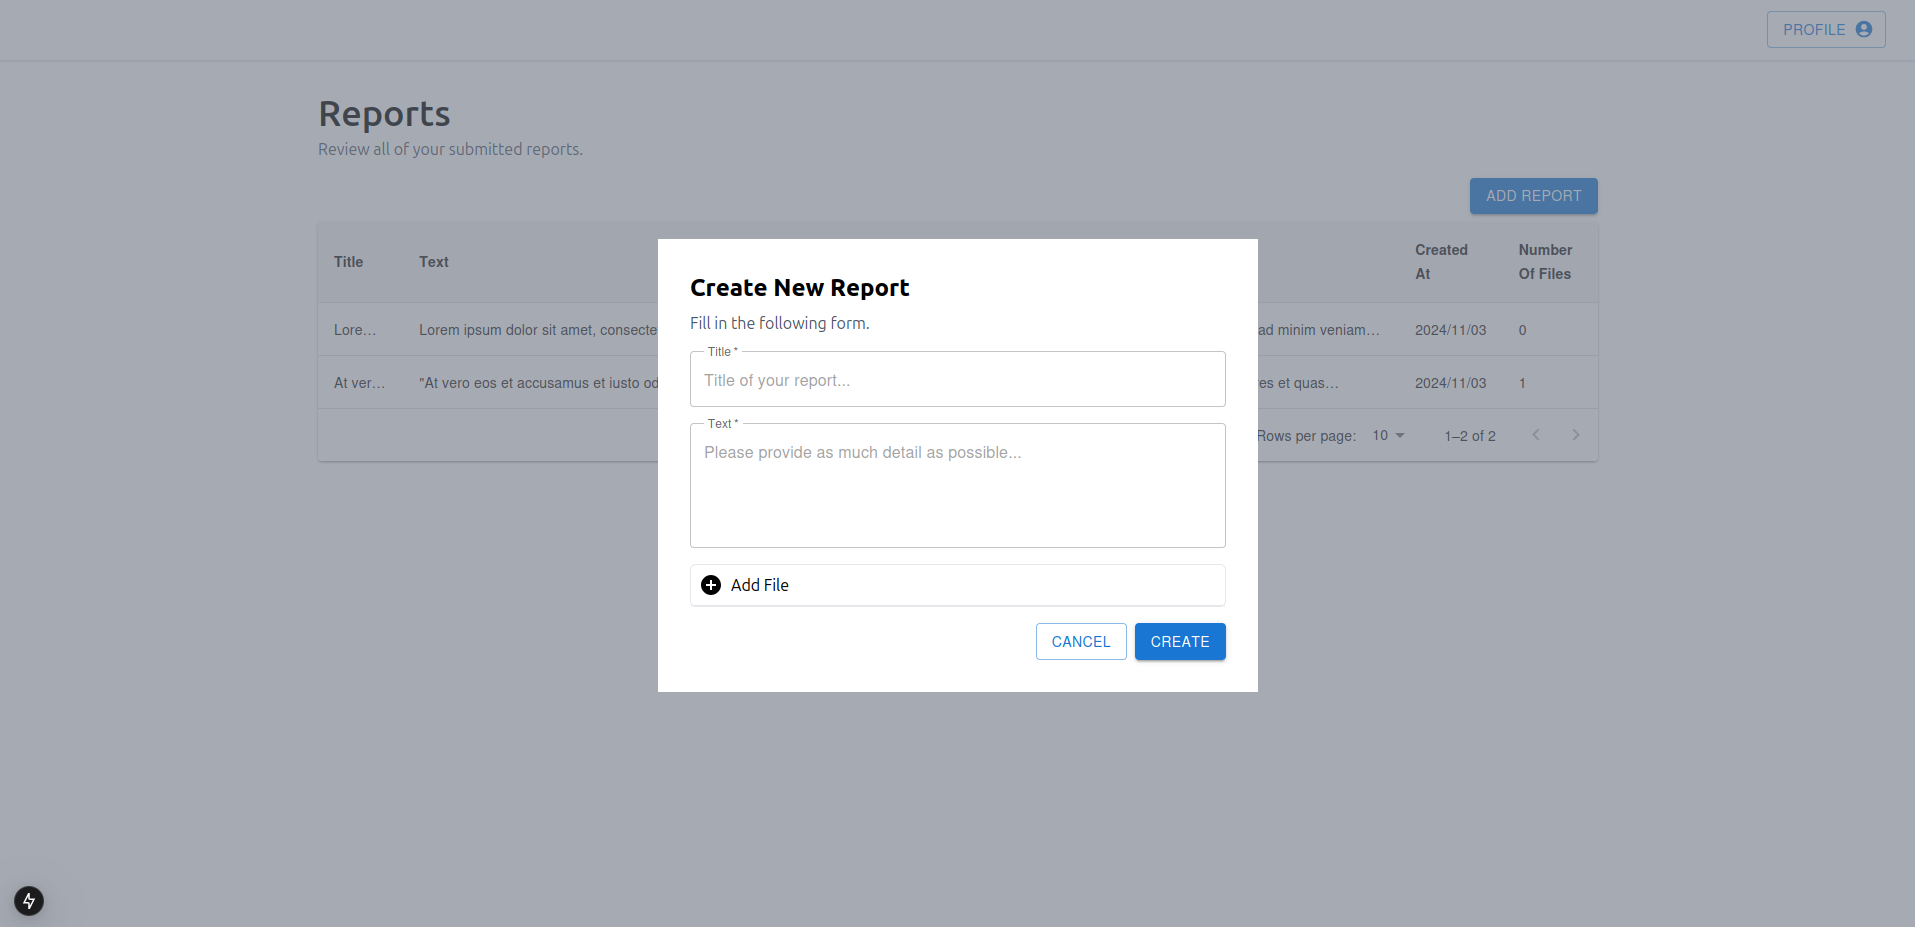 PROFILE
Reports
Review all of your submitted reports.
ADD REPORT
Title Text Created At Number Of Files
Lore... Lorem ipsum dolor sit amet, consecte ad minim veniam... 2024/11/03 0
At ver... "At vero eos et accusamus et iusto od es et quas... 2024/11/03 1
Rows per page: 10 1–2 of 2
Create New Report
Fill in the following form.
Title *
Title of your report...
Text *
Please provide as much detail as possible...
Add File
CANCEL CREATE